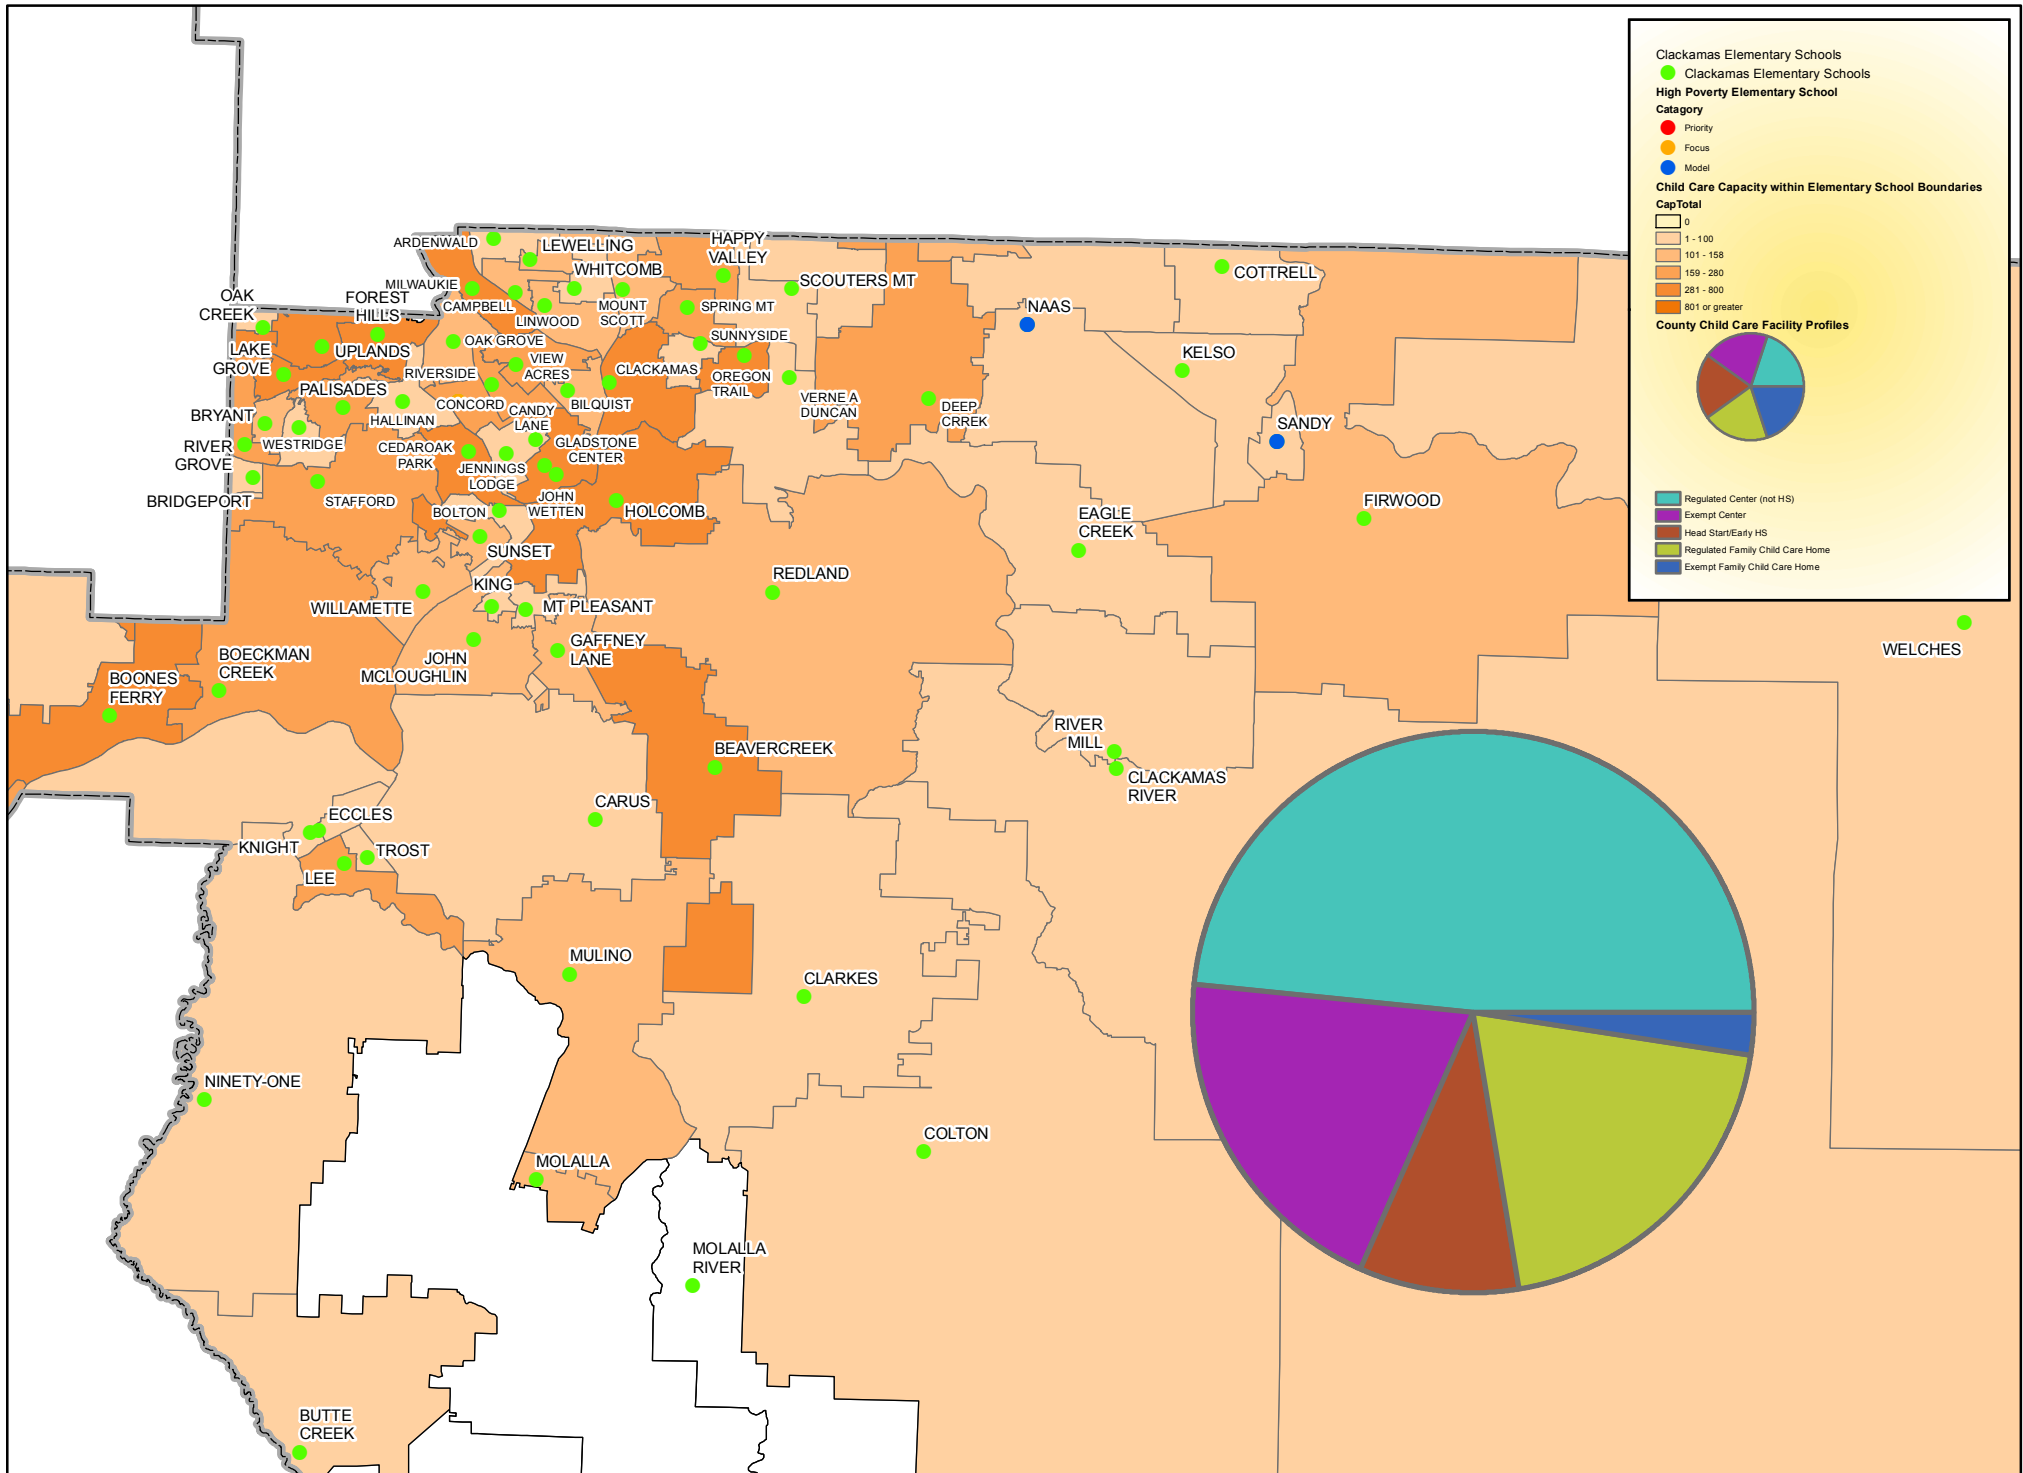 Clackamas Elementary Schools
Clackamas Elementary Schools
High Poverty Elementary School
Catagory
Priority
Focus
Model
Child Care Capacity within Elementary School Boundaries
CapTotal
0
1 - 100
101 - 158
159 - 280
281 - 800
801 or greater
County Child Care Facility Profiles
Regulated Center (not HS)
Exempt Center
Head Start/Early HS
Regulated Family Child Care Home
Exempt Family Child Care Home
ARDENWALD
LEWELLING
HAPPY
VALLEY
WHITCOMB
SCOUTERS MT
COTTRELL
MILWAUKIE
CAMPBELL
LINWOOD
MOUNT
SCOTT
SPRING MT
NAAS
OAK
CREEK
FOREST
HILLS
SUNNYSIDE
OAK GROVE
LAKE
GROVE
UPLANDS
VIEW
ACRES
CLACKAMAS
OREGON
TRAIL
KELSO
RIVERSIDE
PALISADES
HALLINAN
CONCORD
BILQUIST
CANDY
LANE
VERNE A
DUNCAN
DEEP
CRREK
SANDY
BRYANT
WESTRIDGE
RIVER
GROVE
CEDAROAK
PARK
GLADSTONE
CENTER
JENNINGS
LODGE
BRIDGEPORT
STAFFORD
JOHN
WETTEN
BOLTON
HOLCOMB
EAGLE
CREEK
FIRWOOD
SUNSET
KING
REDLAND
WILLAMETTE
MT PLEASANT
GAFFNEY
LANE
WELCHES
BOECKMAN
CREEK
JOHN
MCLOUGHLIN
BOONES
FERRY
RIVER
MILL
BEAVERCREEK
CLACKAMAS
RIVER
CARUS
ECCLES
KNIGHT
TROST
LEE
MULINO
CLARKES
NINETY-ONE
COLTON
MOLALLA
MOLALLA
RIVER
BUTTE
CREEK